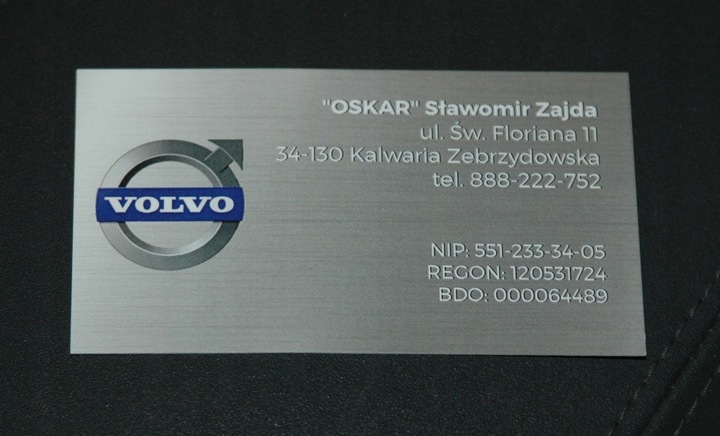 "OSKAR" Sławomir Zajda
ul. Św. Floriana 11
34-130 Kalwaria Zebrzydowska
tel. 888-222-752
VOLVO
NIP: 551-233-34-05
REGON: 120531724
BDO: 000064489